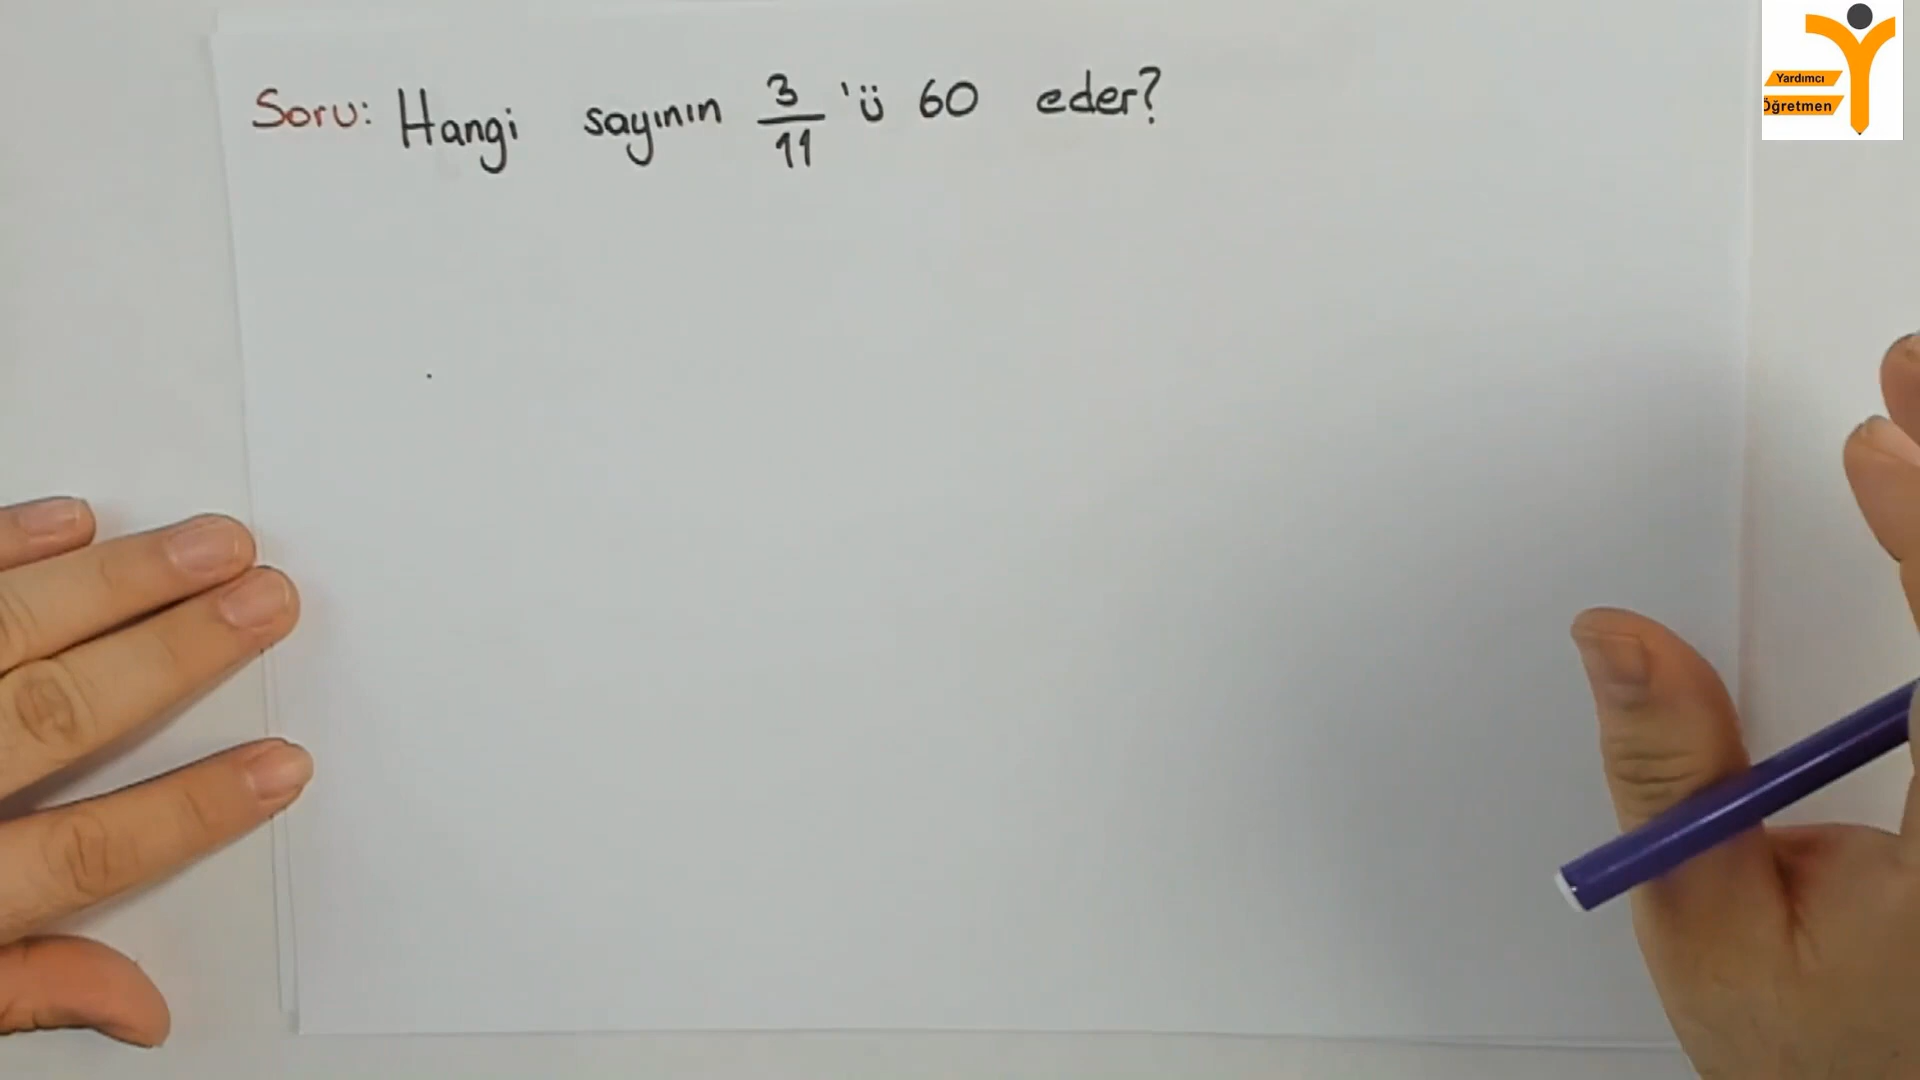 Soru: Hangi sayının 3/11 'ü 60 eder?
Yardımcı
Öğretmen